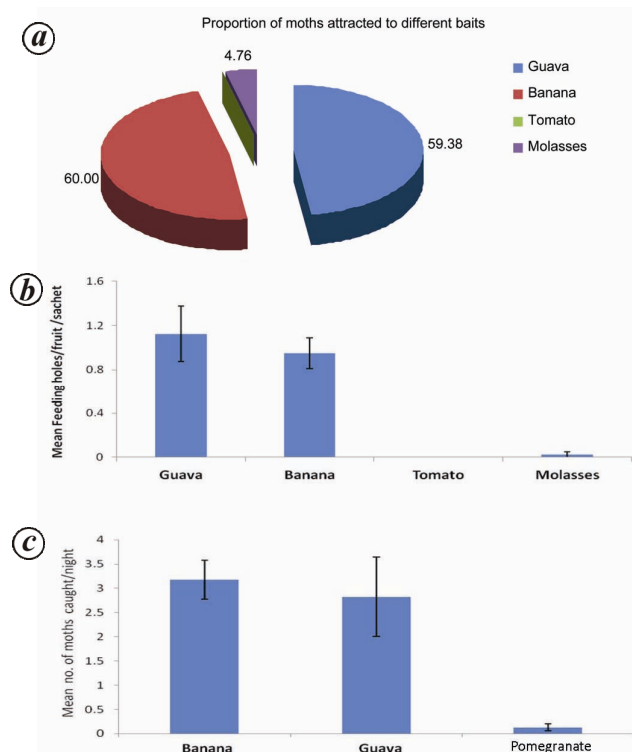 a
Proportion of moths attracted to different baits
4.76
59.38
60.00
Guava
Banana
Tomato
Molasses
b
Mean Feeding holes/fruit/sachet
1.6
1.2
0.8
0.4
0
Guava Banana Tomato Molasses
c
Mean no. of moths caught/night
4
3.5
3
2.5
2
1.5
1
0.5
0
Banana Guava Pomegranate